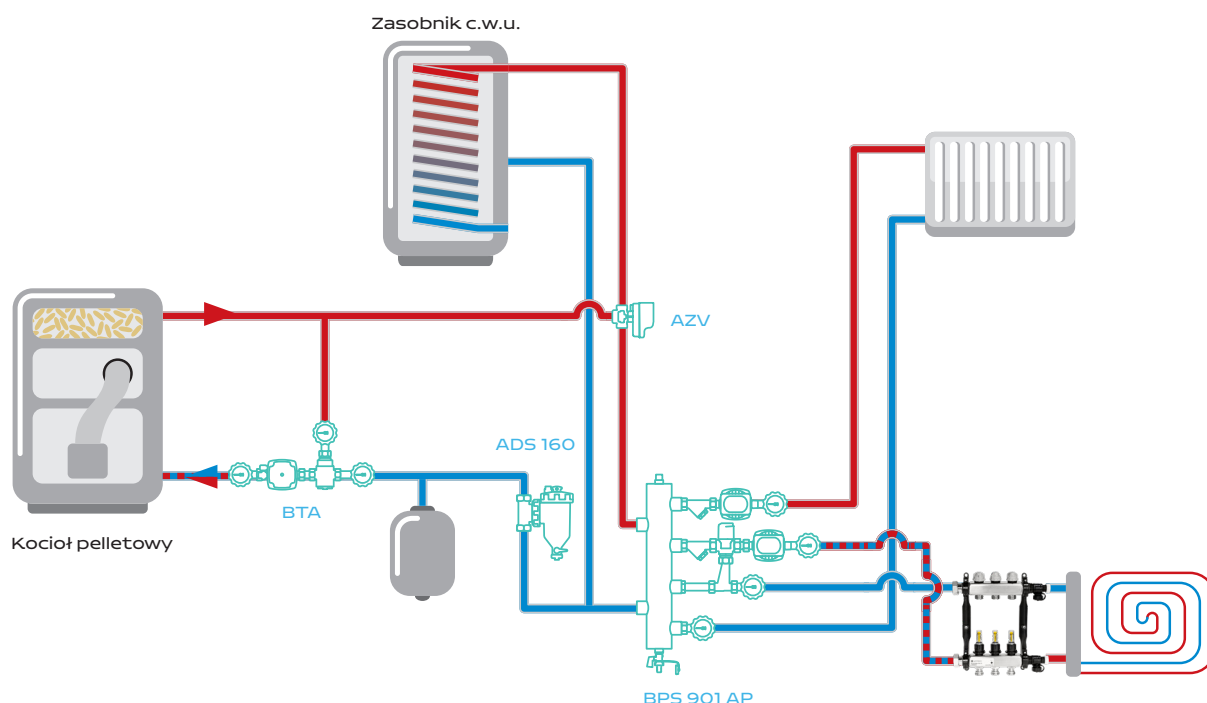 Zasobnik c.w.u.
AZV
ADS 160
BTA
Kocioł pelletowy
BPS 901 AP